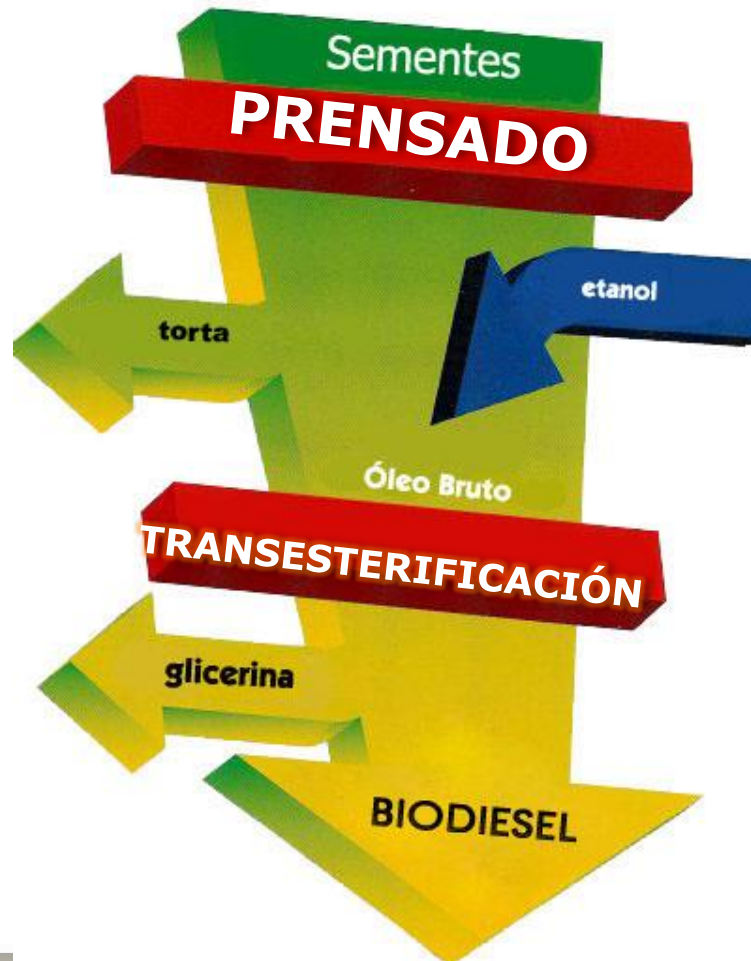 Sementes
PRENSADO
etanol
torta
Óleo Bruto
TRANSESTERIFICACIÓN
glicerina
BIODIESEL